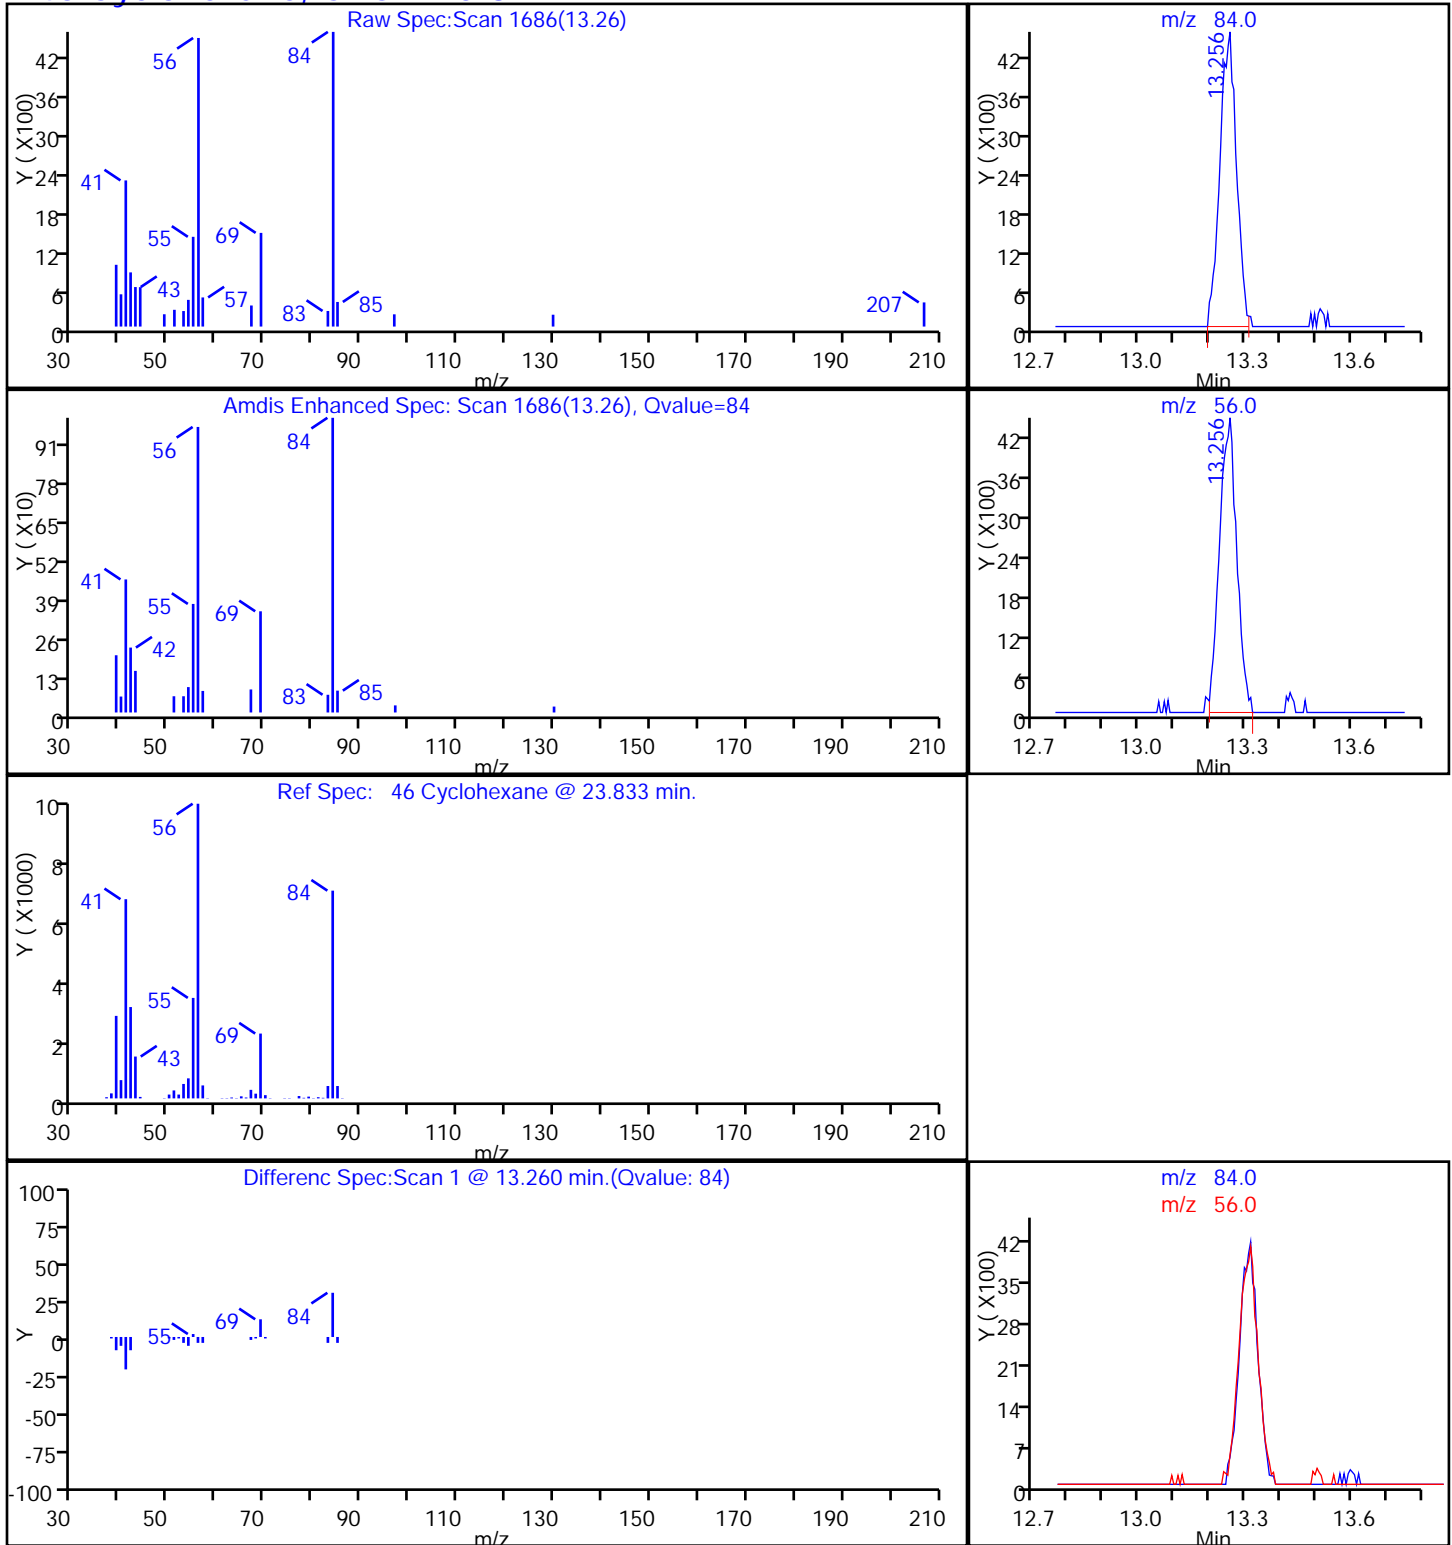 Raw Spec:Scan 1686(13.26)
Y ( X100)
42
36
30
24
18
12
6
0
56
84
41
55
69
43
57
83
85
207
30 50 70 90 110 130 150 170 190 210
m/z
m/z 84.0
Y ( X100)
42
36
30
24
18
12
6
0
13.256
12.7 13.0 13.3 13.6
Min
Amdis Enhanced Spec: Scan 1686(13.26), Qvalue=84
Y ( X10)
91
78
65
52
39
26
13
0
56
84
41
55
69
42
83
85
30 50 70 90 110 130 150 170 190 210
m/z
m/z 56.0
Y ( X100)
42
36
30
24
18
12
6
0
13.256
12.7 13.0 13.3 13.6
Min
Ref Spec: 46 Cyclohexane @ 23.833 min.
Y ( X1000)
10
8
6
4
2
0
56
41
84
55
69
43
30 50 70 90 110 130 150 170 190 210
m/z
Differenc Spec:Scan 1 @ 13.260 min.(Qvalue: 84)
Y
100
75
50
25
0
-25
-50
-75
-100
55
69
84
30 50 70 90 110 130 150 170 190 210
m/z
m/z 84.0
m/z 56.0
Y ( X100)
42
35
28
21
14
7
0
12.7 13.0 13.3 13.6
Min